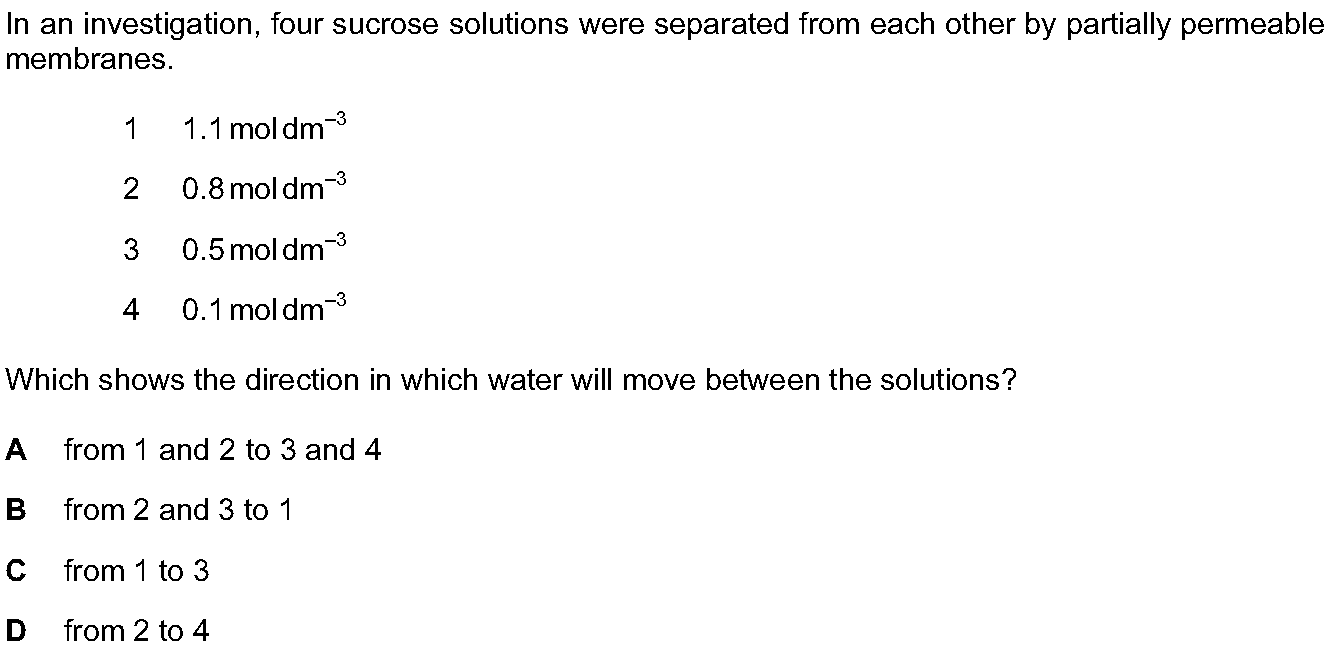 In an investigation, four sucrose solutions were separated from each other by partially permeable
membranes.
1 1.1 mol dm⁻³
2 0.8 mol dm⁻³
3 0.5 mol dm⁻³
4 0.1 mol dm⁻³
Which shows the direction in which water will move between the solutions?
A from 1 and 2 to 3 and 4
B from 2 and 3 to 1
C from 1 to 3
D from 2 to 4